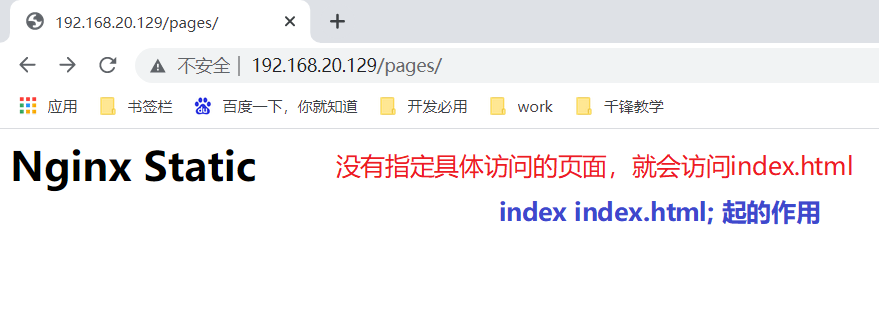 192.168.20.129/pages/
不安全 | 192.168.20.129/pages/
应用 书签栏 百度一下，你就知道 开发必用 work 千锋教学
Nginx Static 没有指定具体访问的页面，就会访问index.html
index index.html; 起的作用